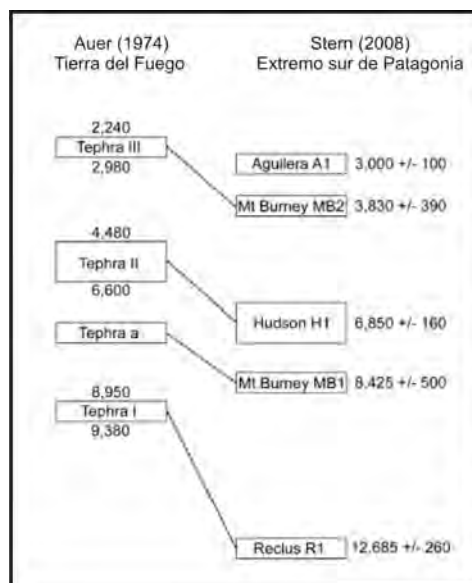 Auer (1974)
Tierra del Fuego
Stern (2008)
Extremo sur de Patagonia
2,240
Tephra III
2,980
Aguilera A1 3,000 +/- 100
Mt Burney MB2 3,830 +/- 390
4,480
Tephra II
6,600
Hudson H1 6,850 +/- 160
Tephra a
Mt.Burney MB1 8,425 +/- 500
8,950
Tephra I
9,380
Reclus R1 12,685 +/- 260